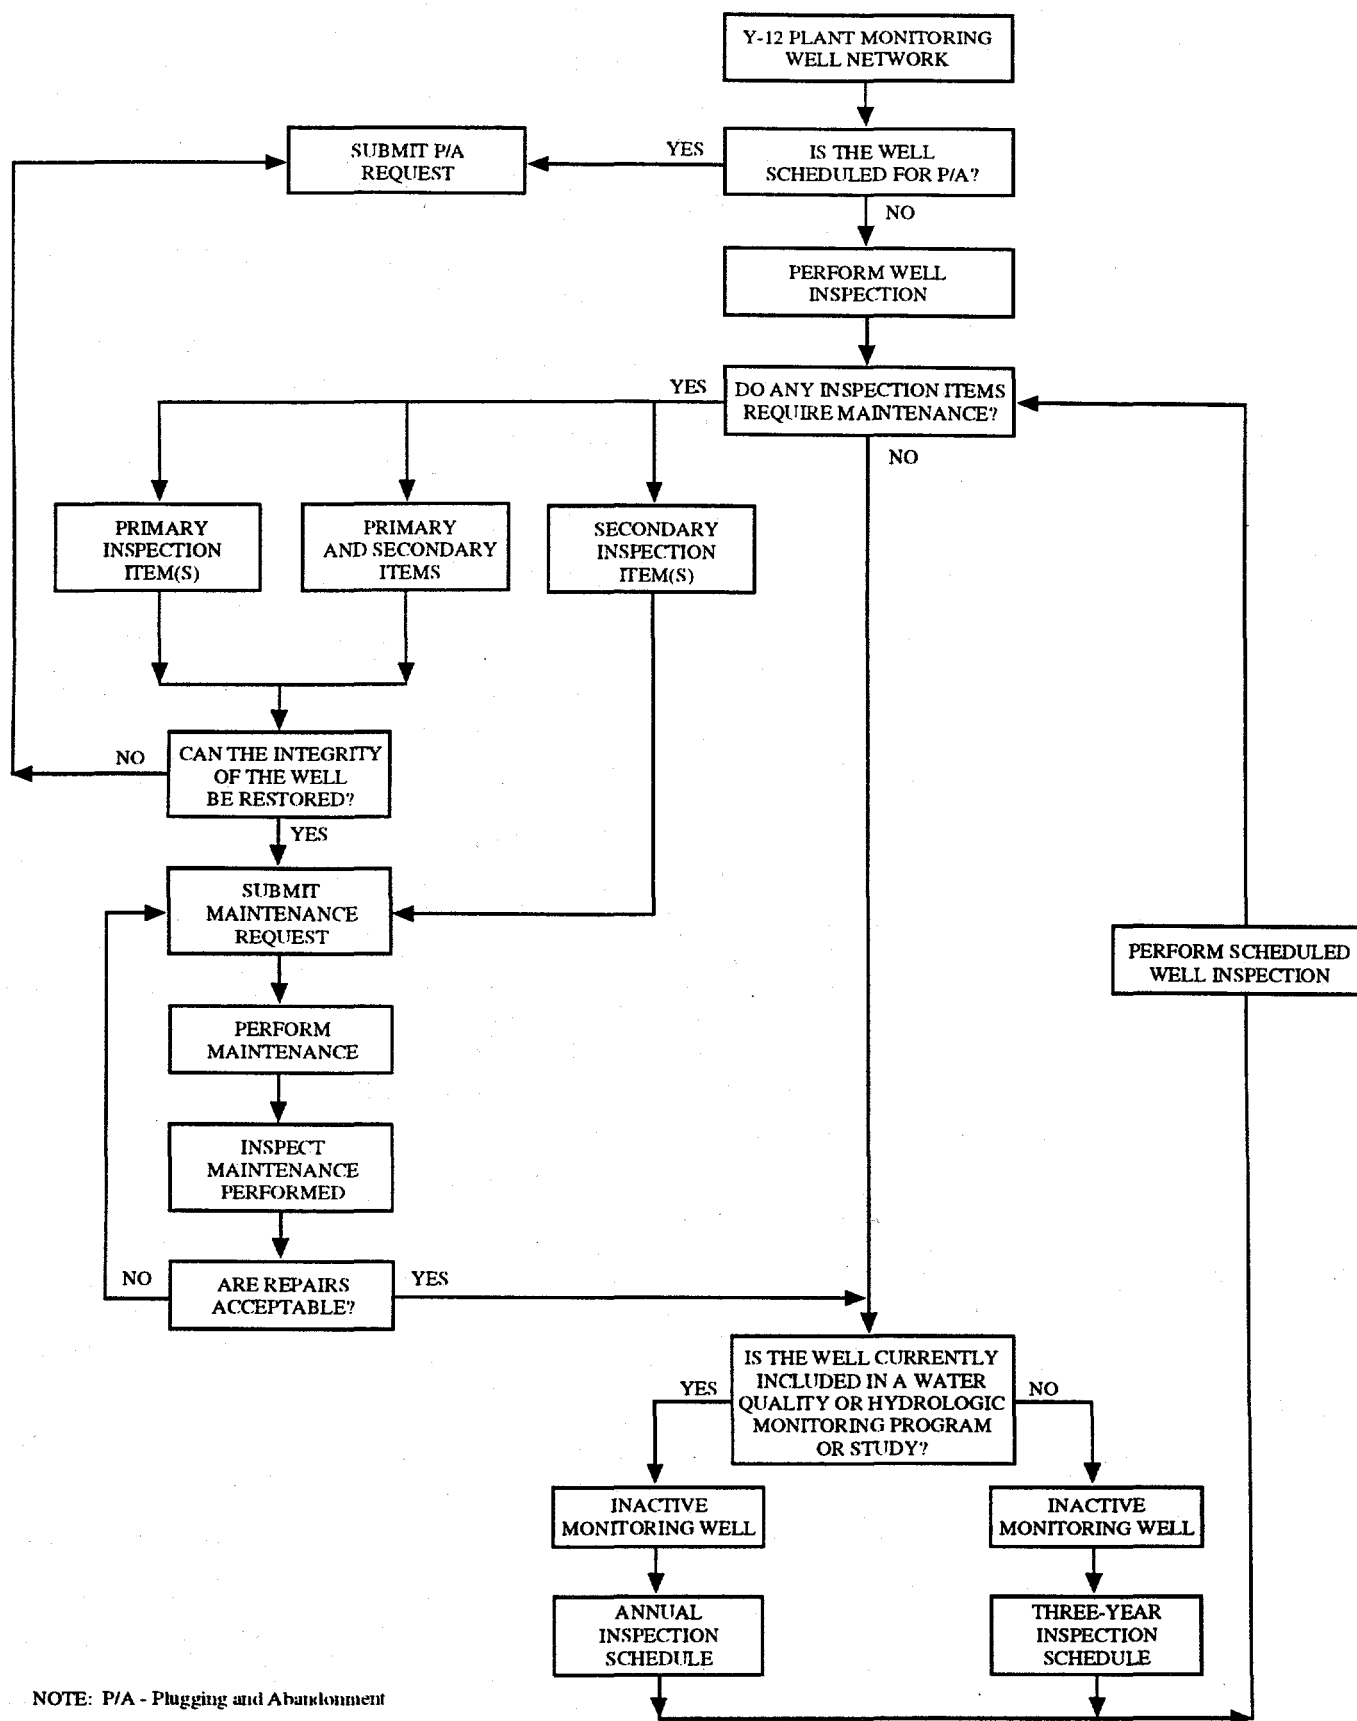 Y-12 PLANT MONITORING
WELL NETWORK
SUBMIT P/A
REQUEST
YES
IS THE WELL
SCHEDULED FOR P/A?
NO
PERFORM WELL
INSPECTION
YES
DO ANY INSPECTION ITEMS
REQUIRE MAINTENANCE?
NO
PRIMARY
INSPECTION
ITEM(S)
PRIMARY
AND SECONDARY
ITEMS
SECONDARY
INSPECTION
ITEM(S)
NO
CAN THE INTEGRITY
OF THE WELL
BE RESTORED?
YES
SUBMIT
MAINTENANCE
REQUEST
PERFORM SCHEDULED
WELL INSPECTION
PERFORM
MAINTENANCE
INSPECT
MAINTENANCE
PERFORMED
NO
ARE REPAIRS
ACCEPTABLE?
YES
YES
IS THE WELL CURRENTLY
INCLUDED IN A WATER
QUALITY OR HYDROLOGIC
MONITORING PROGRAM
OR STUDY?
NO
INACTIVE
MONITORING WELL
INACTIVE
MONITORING WELL
ANNUAL
INSPECTION
SCHEDULE
THREE-YEAR
INSPECTION
SCHEDULE
NOTE: P/A - Plugging and Abandonment